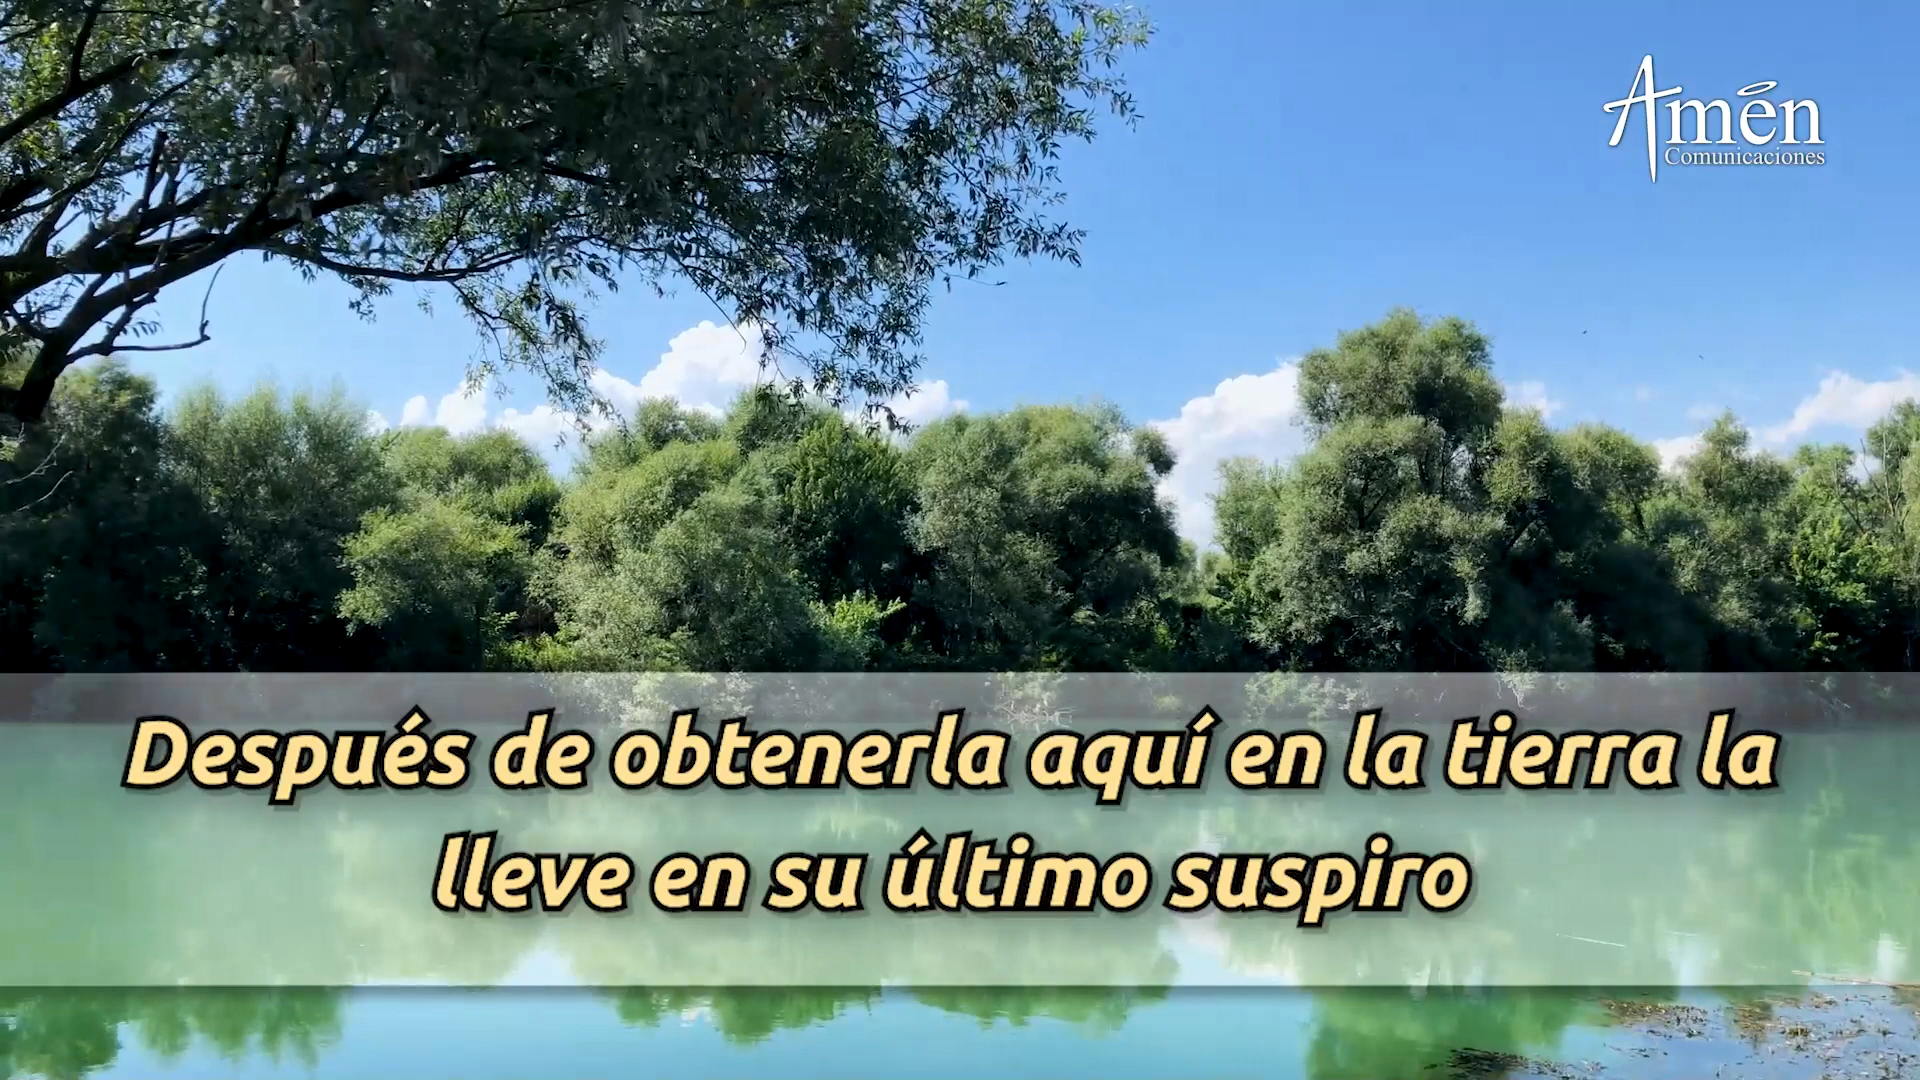 Amén
Comunicaciones
Después de obtenerla aquí en la tierra la
lleve en su último suspiro